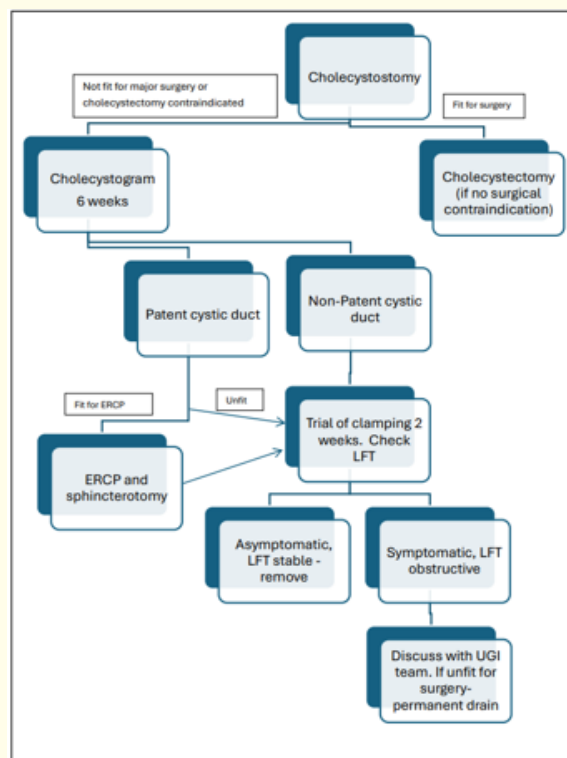 Cholecystostomy
Not fit for major surgery or
cholecystectomy contraindicated
Fit for surgery
Cholecystogram
6 weeks
Cholecystectomy
(if no surgical
contraindication)
Patent cystic duct
Non-Patent cystic
duct
Fit for ERCP
Unfit
Trial of clamping 2
weeks. Check
LFT
ERCP and
sphincterotomy
Asymptomatic,
LFT stable -
remove
Symptomatic, LFT
obstructive
Discuss with UGI
team. If unfit for
surgery-
permanent drain